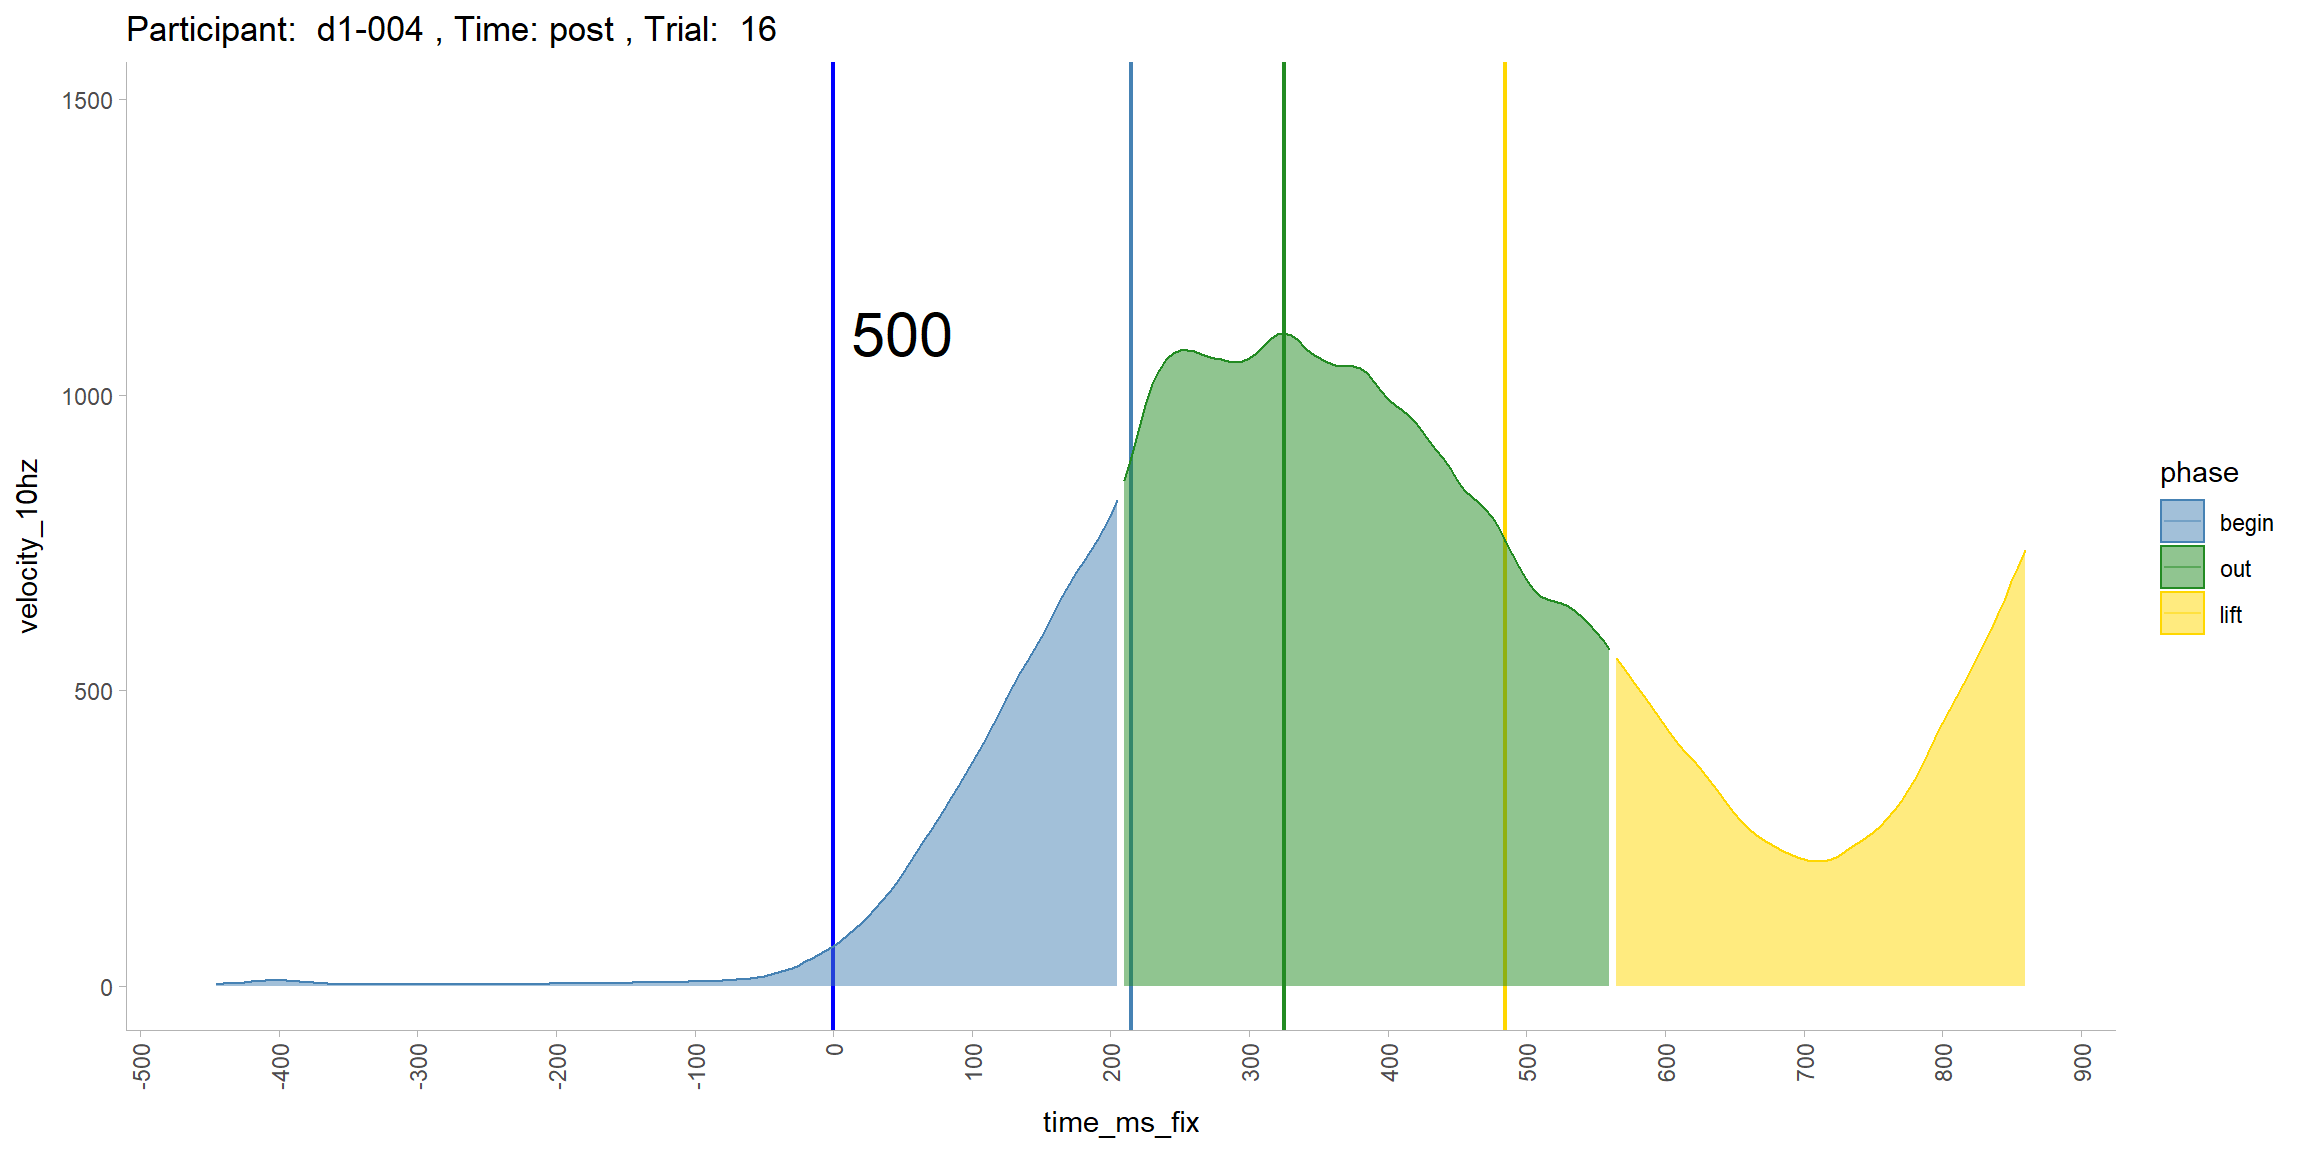 Participant:  d1-004 , Time: post , Trial:  16
1500
1000
500
0
velocity_10hz
500
-500
-400
-300
-200
-100
0
100
200
300
400
500
600
700
800
900
time_ms_fix
phase
begin
out
lift